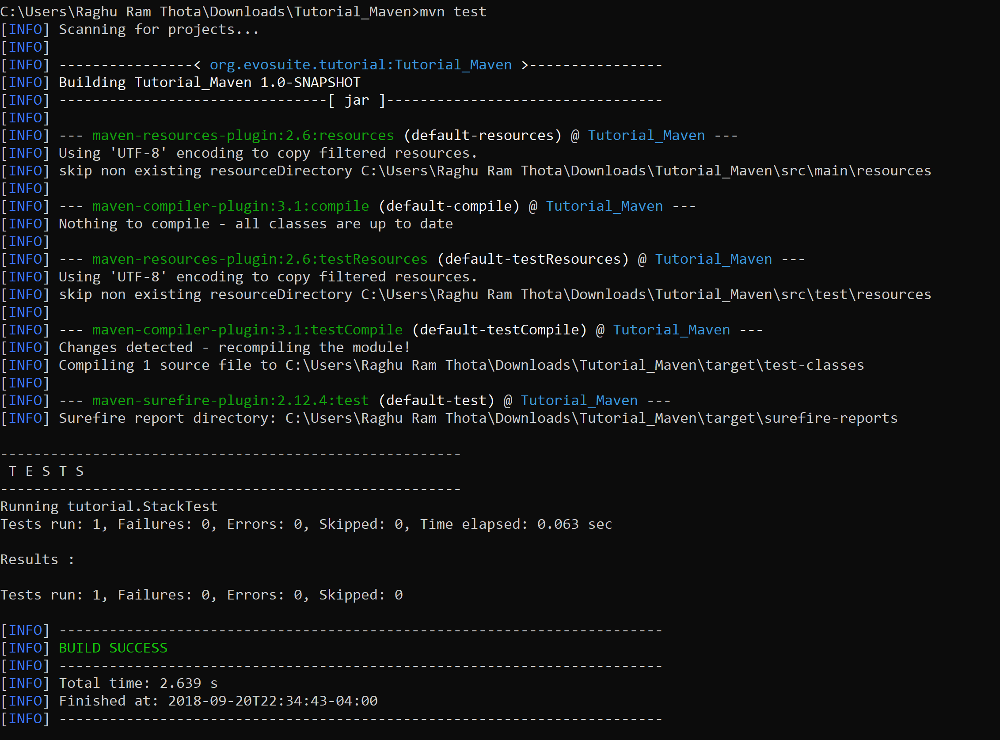 C:\Users\Raghu Ram Thota\Downloads\Tutorial_Maven>mvn test
[INFO] Scanning for projects...
[INFO]
[INFO] ----------------< org.evosuite.tutorial:Tutorial_Maven >----------------
[INFO] Building Tutorial_Maven 1.0-SNAPSHOT
[INFO] --------------------------------[ jar ]---------------------------------
[INFO]
[INFO] --- maven-resources-plugin:2.6:resources (default-resources) @ Tutorial_Maven ---
[INFO] Using 'UTF-8' encoding to copy filtered resources.
[INFO] skip non existing resourceDirectory C:\Users\Raghu Ram Thota\Downloads\Tutorial_Maven\src\main\resources
[INFO]
[INFO] --- maven-compiler-plugin:3.1:compile (default-compile) @ Tutorial_Maven ---
[INFO] Nothing to compile - all classes are up to date
[INFO]
[INFO] --- maven-resources-plugin:2.6:testResources (default-testResources) @ Tutorial_Maven ---
[INFO] Using 'UTF-8' encoding to copy filtered resources.
[INFO] skip non existing resourceDirectory C:\Users\Raghu Ram Thota\Downloads\Tutorial_Maven\src\test\resources
[INFO]
[INFO] --- maven-compiler-plugin:3.1:testCompile (default-testCompile) @ Tutorial_Maven ---
[INFO] Changes detected - recompiling the module!
[INFO] Compiling 1 source file to C:\Users\Raghu Ram Thota\Downloads\Tutorial_Maven\target\test-classes
[INFO]
[INFO] --- maven-surefire-plugin:2.12.4:test (default-test) @ Tutorial_Maven ---
[INFO] Surefire report directory: C:\Users\Raghu Ram Thota\Downloads\Tutorial_Maven\target\surefire-reports
-------------------------------------------------------
T E S T S
-------------------------------------------------------
Running tutorial.StackTest
Tests run: 1, Failures: 0, Errors: 0, Skipped: 0, Time elapsed: 0.063 sec
Results :
Tests run: 1, Failures: 0, Errors: 0, Skipped: 0
[INFO] ------------------------------------------------------------------------
[INFO] BUILD SUCCESS
[INFO] ------------------------------------------------------------------------
[INFO] Total time: 2.639 s
[INFO] Finished at: 2018-09-20T22:34:43-04:00
[INFO] ------------------------------------------------------------------------